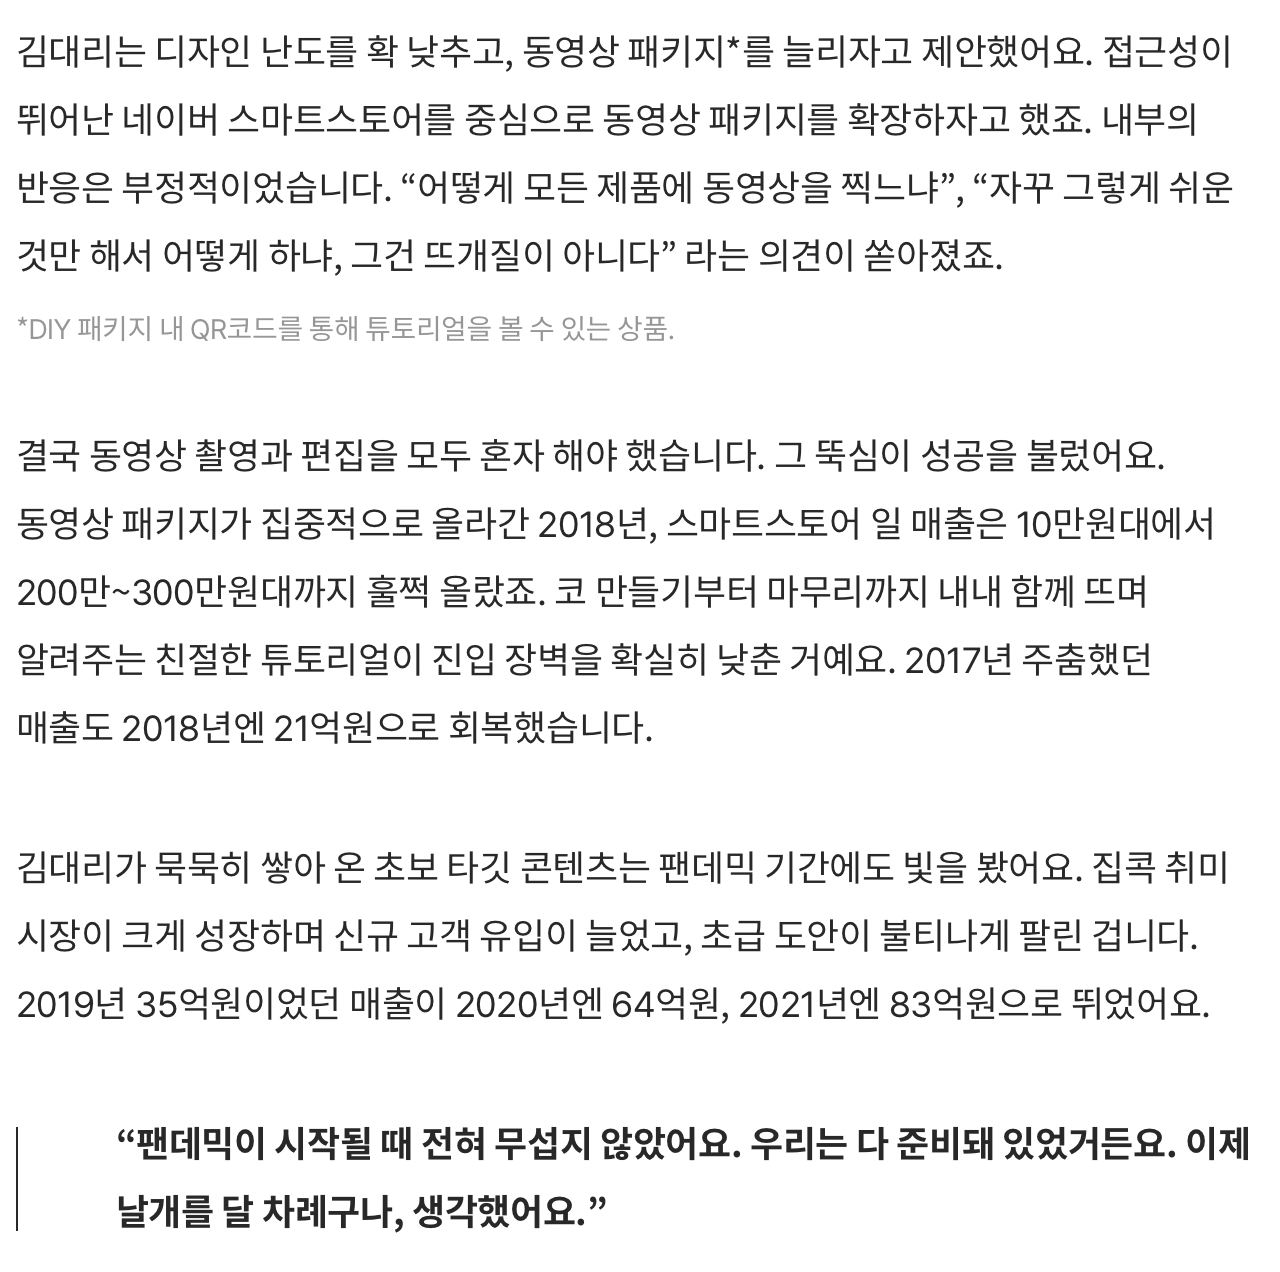 김대리는 디자인 난도를 확 낮추고, 동영상 패키지*를 늘리자고 제안했어요. 접근성이
뛰어난 네이버 스마트스토어를 중심으로 동영상 패키지를 확장하자고 했죠. 내부의
반응은 부정적이었습니다. “어떻게 모든 제품에 동영상을 찍느냐”, “자꾸 그렇게 쉬운
것만 해서 어떻게 하냐, 그건 뜨개질이 아니다” 라는 의견이 쏟아졌죠.
*DIY 패키지 내 QR코드를 통해 튜토리얼을 볼 수 있는 상품.
결국 동영상 촬영과 편집을 모두 혼자 해야 했습니다. 그 뚝심이 성공을 불렀어요.
동영상 패키지가 집중적으로 올라간 2018년, 스마트스토어 일 매출은 10만원대에서
200만~300만원대까지 훌쩍 올랐죠. 코 만들기부터 마무리까지 내내 함께 뜨며
알려주는 친절한 튜토리얼이 진입 장벽을 확실히 낮춘 거예요. 2017년 주춤했던
매출도 2018년엔 21억원으로 회복했습니다.
김대리가 묵묵히 쌓아 온 초보 타깃 콘텐츠는 팬데믹 기간에도 빛을 봤어요. 집콕 취미
시장이 크게 성장하며 신규 고객 유입이 늘었고, 초급 도안이 불티나게 팔린 겁니다.
2019년 35억원이었던 매출이 2020년엔 64억원, 2021년엔 83억원으로 뛰었어요.
“팬데믹이 시작될 때 전혀 무섭지 않았어요. 우리는 다 준비돼 있었거든요. 이제
날개를 달 차례구나, 생각했어요.”